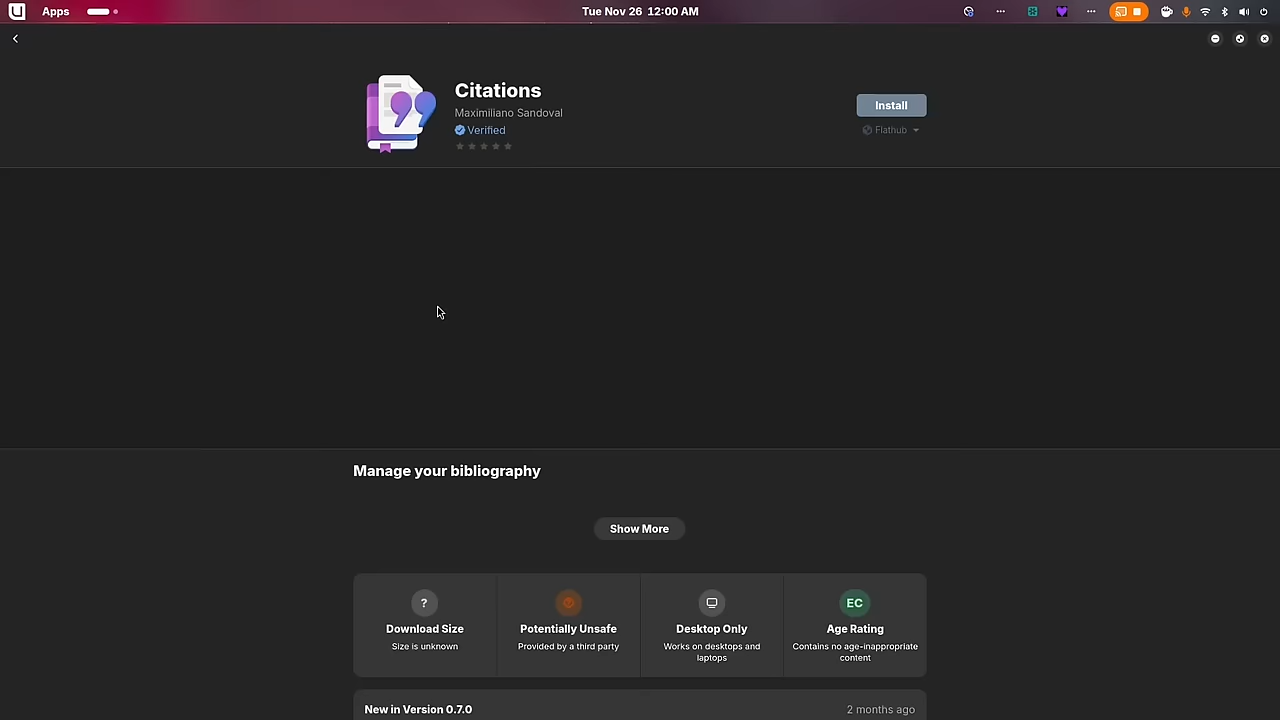 Apps
Tue Nov 26 12:00 AM
Citations
Maximiliano Sandoval
Verified
Install
Flathub
Manage your bibliography
Show More
?
EC
Download Size
Potentially Unsafe
Desktop Only
Age Rating
Size is unknown
Provided by a third party
Works on desktops and
laptops
Contains no age-inappropriate
content
New in Version 0.7.0
2 months ago